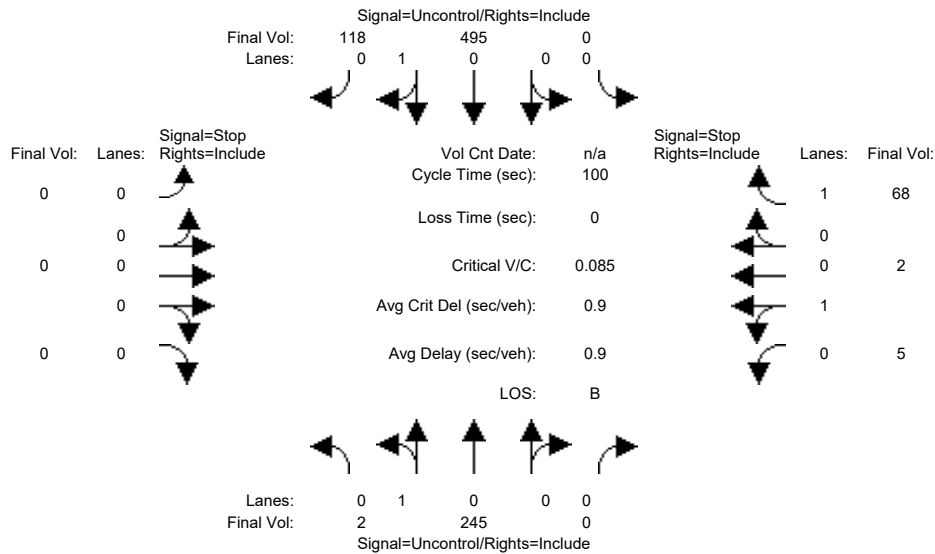 Signal=Uncontrol/Rights=Include
Final Vol: 118 495 0
Lanes: 0 1 0 0 0
Signal=Stop Signal=Stop
Final Vol: Lanes: Rights=Include Vol Cnt Date: n/a Rights=Include Lanes: Final Vol:
Cycle Time (sec): 100
0 0 1 68
Loss Time (sec): 0
0 0
0 0 Critical V/C: 0.085 0 2
0 Avg Crit Del (sec/veh): 0.9 1
0 0 Avg Delay (sec/veh): 0.9 0 5
LOS: B
Lanes: 0 1 0 0 0
Final Vol: 2 245 0
Signal=Uncontrol/Rights=Include